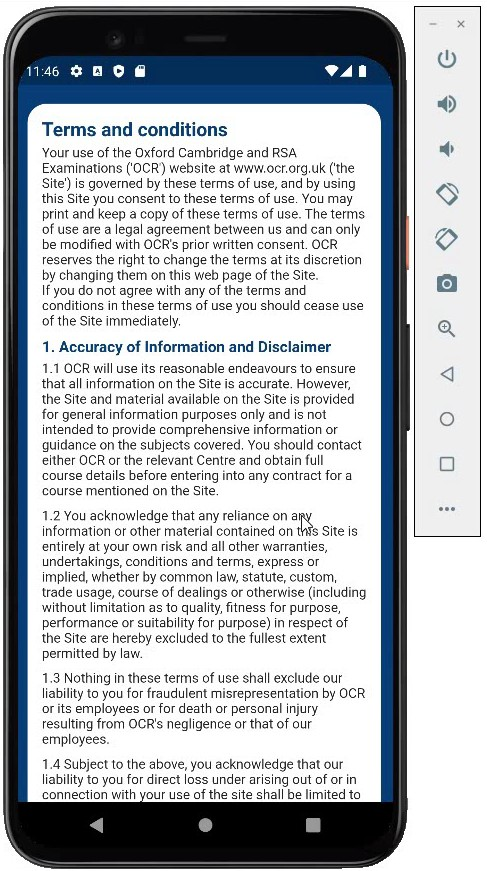 11:46
Terms and conditions
Your use of the Oxford Cambridge and RSA
Examinations ('OCR') website at www.ocr.org.uk ('the
Site') is governed by these terms of use, and by using
this Site you consent to these terms of use. You may
print and keep a copy of these terms of use. The terms
of use are a legal agreement between us and can only
be modified with OCR's prior written consent. OCR
reserves the right to change the terms at its discretion
by changing them on this web page of the Site.
If you do not agree with any of the terms and
conditions in these terms of use you should cease use
of the Site immediately.
1. Accuracy of Information and Disclaimer
1.1 OCR will use its reasonable endeavours to ensure
that all information on the Site is accurate. However,
the Site and material available on the Site is provided
for general information purposes only and is not
intended to provide comprehensive information or
guidance on the subjects covered. You should contact
either OCR or the relevant Centre and obtain full
course details before entering into any contract for a
course mentioned on the Site.
1.2 You acknowledge that any reliance on any
information or other material contained on this Site is
entirely at your own risk and all other warranties,
undertakings, conditions and terms, express or
implied, whether by common law, statute, custom,
trade usage, course of dealings or otherwise (including
without limitation as to quality, fitness for purpose,
performance or suitability for purpose) in respect of
the Site are hereby excluded to the fullest extent
permitted by law.
1.3 Nothing in these terms of use shall exclude our
liability to you for fraudulent misrepresentation by OCR
or its employees or for death or personal injury
resulting from OCR's negligence or that of our
employees.
1.4 Subject to the above, you acknowledge that our
liability to you for direct loss under arising out of or in
connection with your use of the site shall be limited to